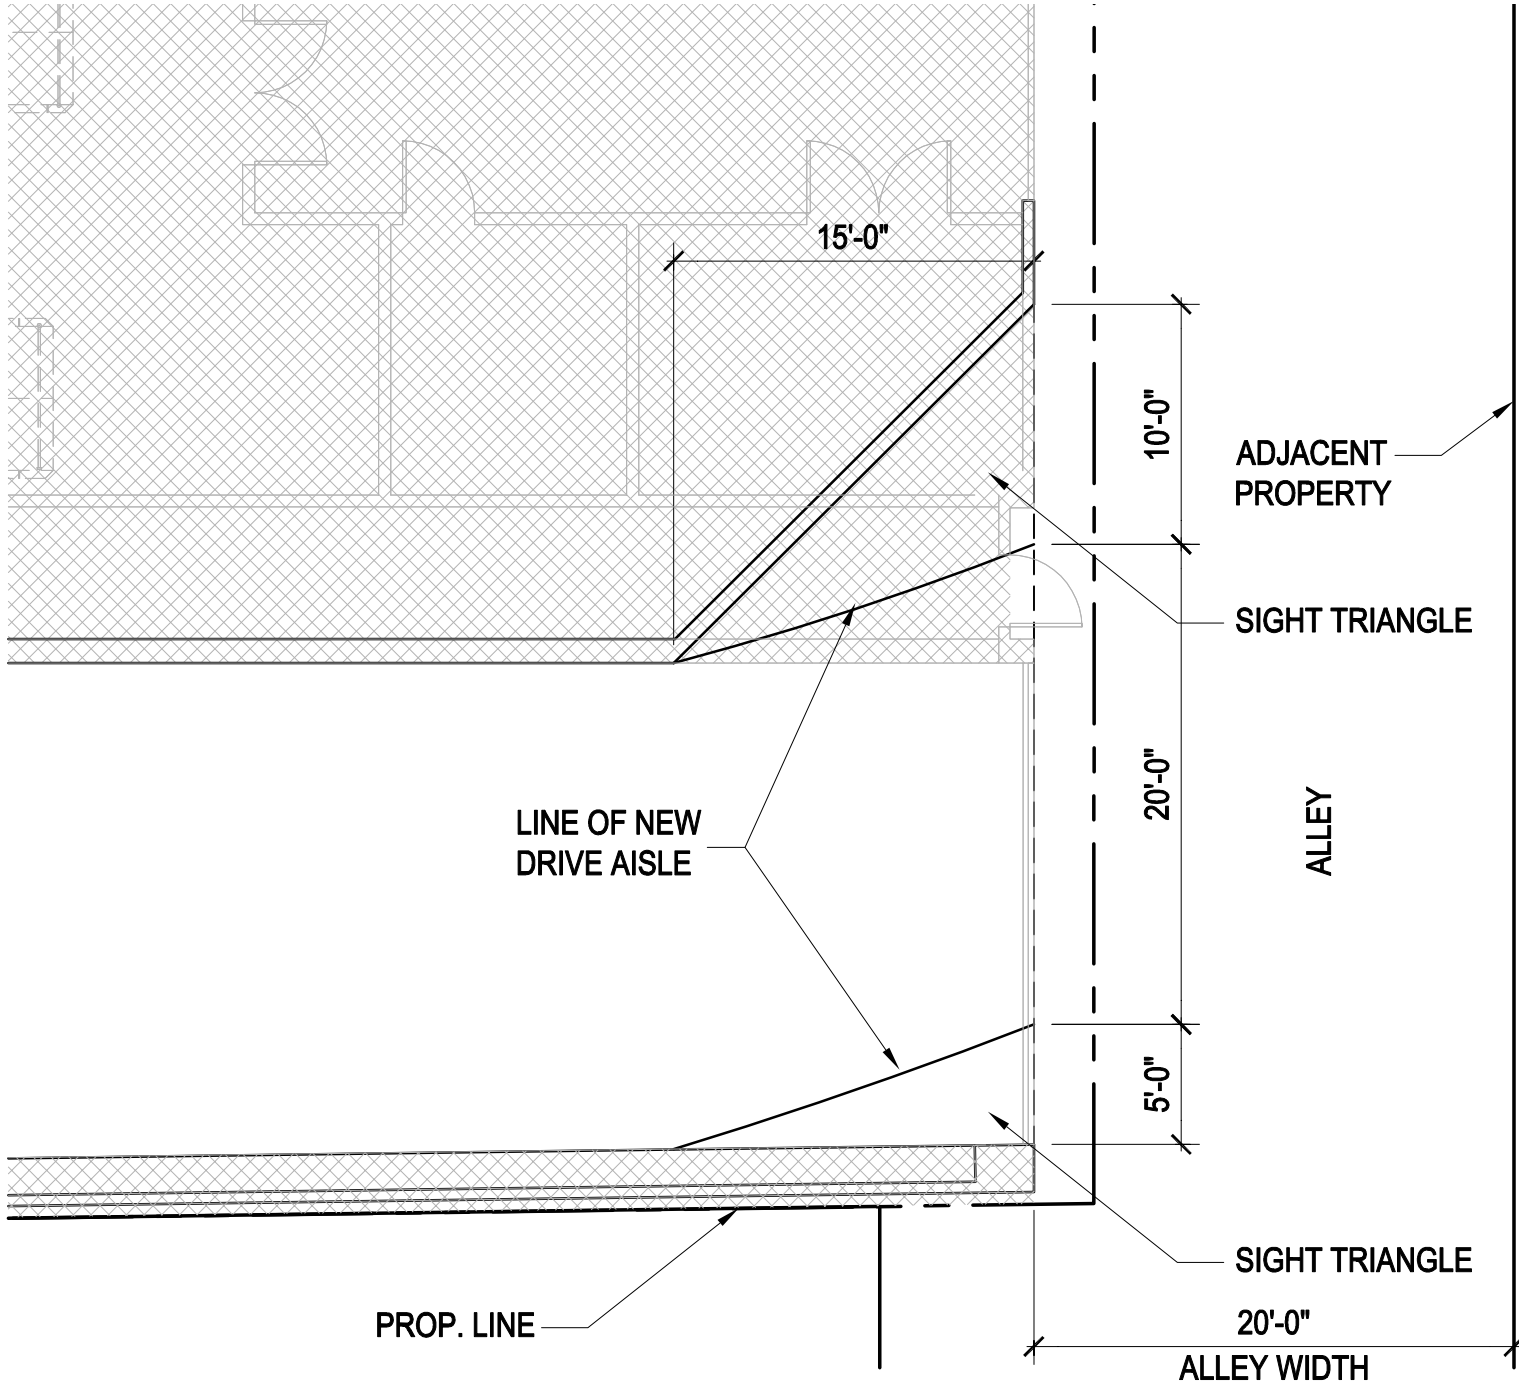 15'-0"
10'-0"
ADJACENT
PROPERTY
SIGHT TRIANGLE
20'-0"
LINE OF NEW
DRIVE AISLE
ALLEY
5'-0"
SIGHT TRIANGLE
PROP. LINE
20'-0"
ALLEY WIDTH